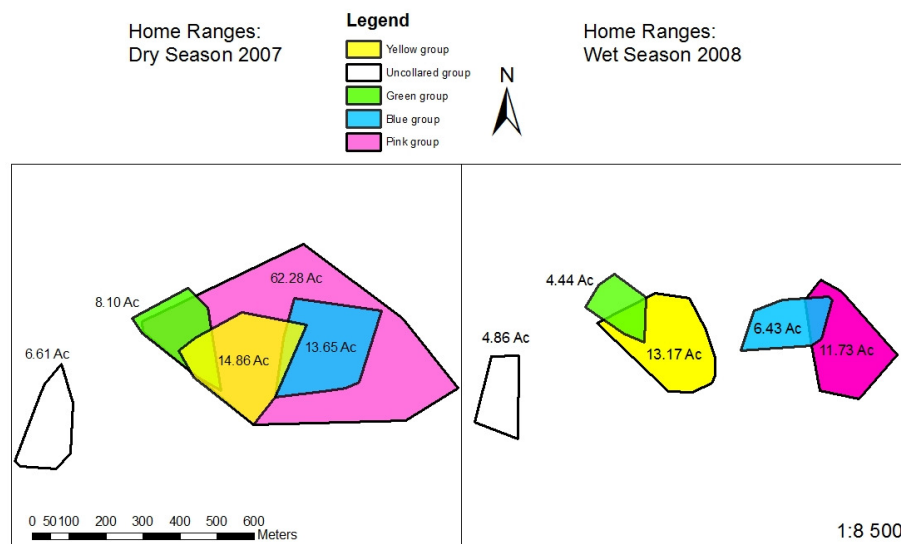 Home Ranges:
Dry Season 2007
Legend
Yellow group
Uncollared group
Green group
Blue group
Pink group
N
Home Ranges:
Wet Season 2008
62.28 Ac
8.10 Ac
14.86 Ac
13.65 Ac
6.61 Ac
0 50 100 200 300 400 500 600
Meters
4.44 Ac
6.43 Ac
4.86 Ac
13.17 Ac
11.73 Ac
1:8 500